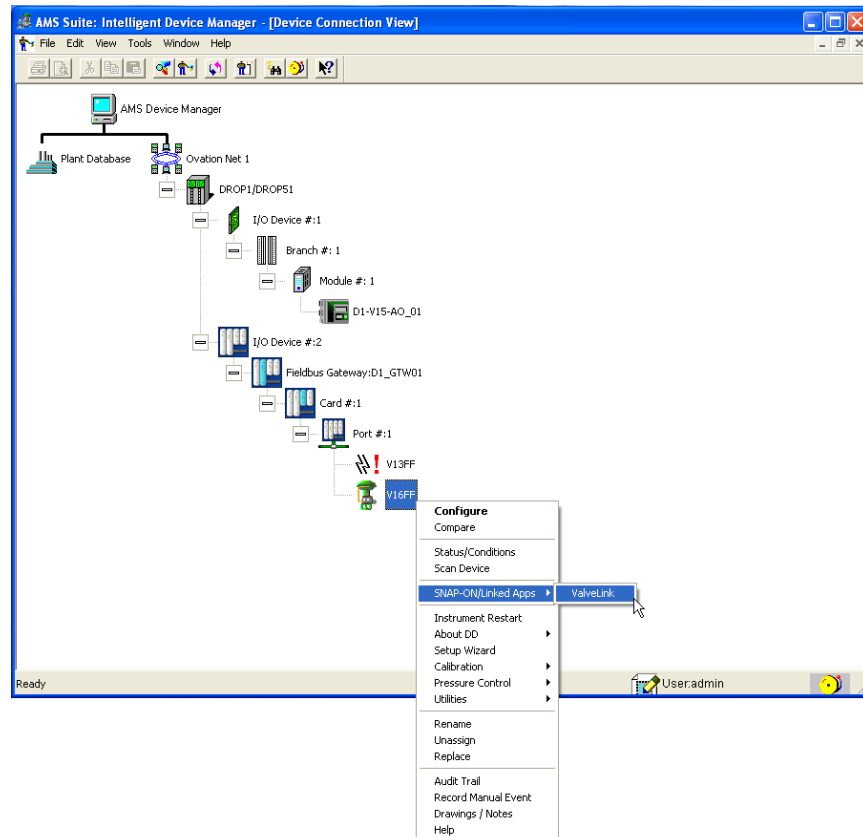 AMS Suite: Intelligent Device Manager - [Device Connection View]
File Edit View Tools Window Help
AMS Device Manager
Plant Database
Ovation Net 1
DROP1/DROP51
I/O Device #:1
Branch #: 1
Module #: 1
D1-V15-AO_01
I/O Device #:2
Fieldbus Gateway:D1_GTW01
Card #:1
Port #:1
V13FF
V16FF
Configure
Compare
Status/Conditions
Scan Device
SNAP-ON/Linked Apps
ValveLink
Instrument Restart
About DD
Setup Wizard
Calibration
Pressure Control
Utilities
Rename
Unassign
Replace
Audit Trail
Record Manual Event
Drawings / Notes
Help
Ready
User:admin